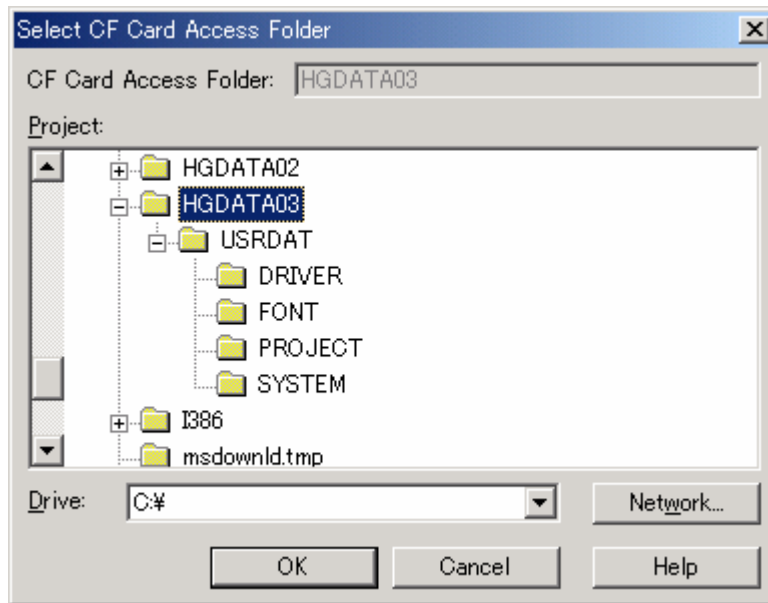 Select CF Card Access Folder
CF Card Access Folder: HGDATA03
Project:
HGDATA02
HGDATA03
USRDAT
DRIVER
FONT
PROJECT
SYSTEM
I386
msdownld.tmp
Drive: C:¥ Network...
OK Cancel Help